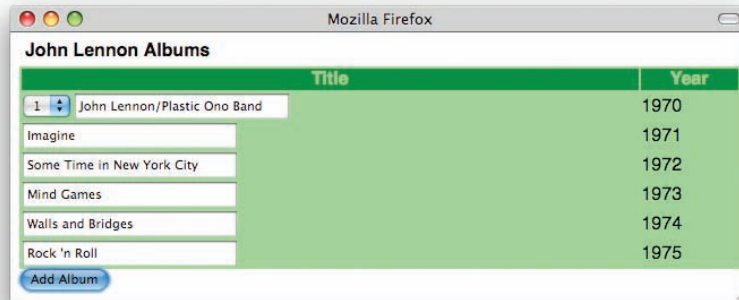 Mozilla Firefox
John Lennon Albums
Title Year
1 John Lennon/Plastic Ono Band 1970
Imagine 1971
Some Time in New York City 1972
Mind Games 1973
Walls and Bridges 1974
Rock 'n Roll 1975
Add Album